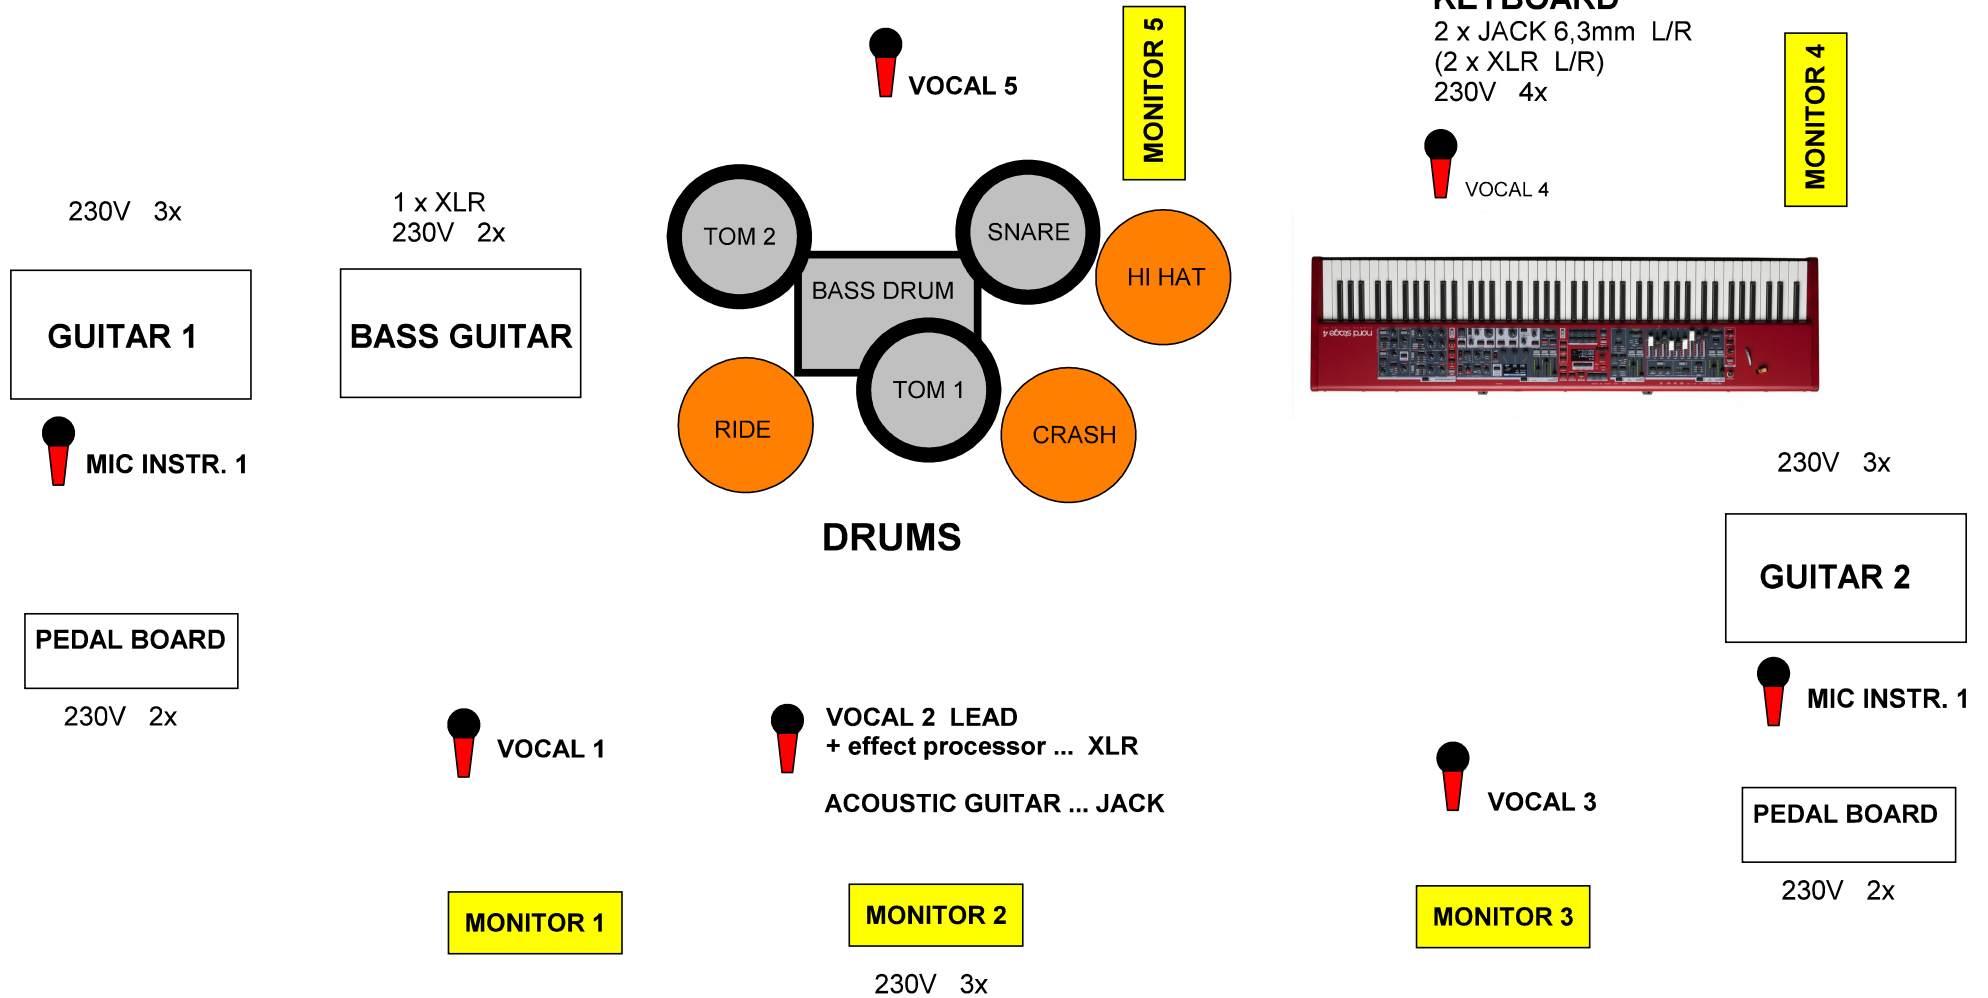 KEYBOARD
2 x JACK 6,3mm L/R
(2 x XLR L/R)
230V 4x
MONITOR 5
MONITOR 4
VOCAL 5
VOCAL 4
230V 3x
1 x XLR
230V 2x
TOM 2
SNARE
HI HAT
BASS DRUM
GUITAR 1
BASS GUITAR
nord stage 4
TOM 1
RIDE
CRASH
MIC INSTR. 1
230V 3x
DRUMS
GUITAR 2
PEDAL BOARD
230V 2x
MIC INSTR. 1
VOCAL 1
VOCAL 2 LEAD
+ effect processor ... XLR
ACOUSTIC GUITAR ... JACK
VOCAL 3
PEDAL BOARD
230V 2x
MONITOR 1
MONITOR 2
MONITOR 3
230V 3x